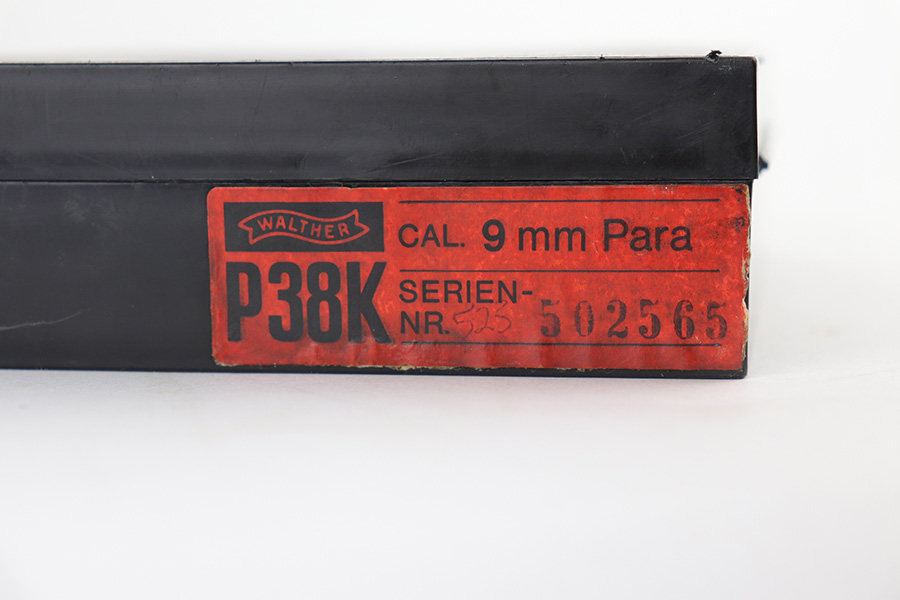 WALTHER
P38K
CAL. 9 mm Para
SERIEN-
NR. 525 502565